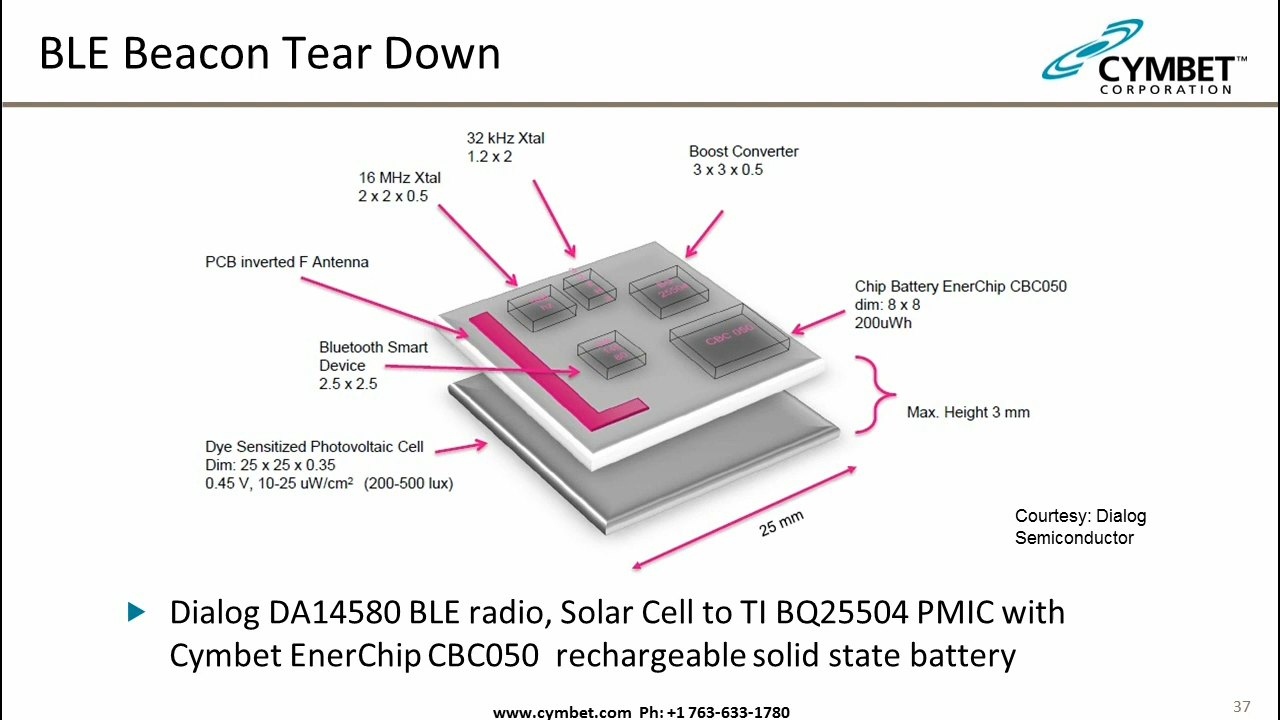 BLE Beacon Tear Down
CYMBET™
CORPORATION
32 kHz Xtal
1.2 x 2
Boost Converter
3 x 3 x 0.5
16 MHz Xtal
2 x 2 x 0.5
PCB inverted F Antenna
Chip Battery EnerChip CBC050
dim: 8 x 8
200uWh
CBC 050
Bluetooth Smart
Device
2.5 x 2.5
Max. Height 3 mm
Dye Sensitized Photovoltaic Cell
Dim: 25 x 25 x 0.35
0.45 V, 10-25 uW/cm² (200-500 lux)
25 mm
Courtesy: Dialog
Semiconductor
Dialog DA14580 BLE radio, Solar Cell to TI BQ25504 PMIC with
Cymbet EnerChip CBC050 rechargeable solid state battery
www.cymbet.com Ph: +1 763-633-1780
37